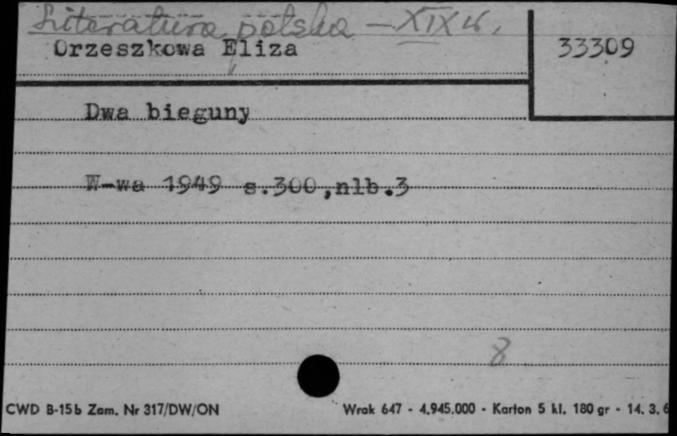 Literatura polska - XIX w.
Orzeszkowa Eliza
33309
Dwa bieguny
W-wa 1949 s.300,nlb.3
8
CWD B-15b Zam. Nr 317/DW/ON
Wrak 647 - 4.945.000 - Karton 5 kl. 180 gr - 14. 3. 6